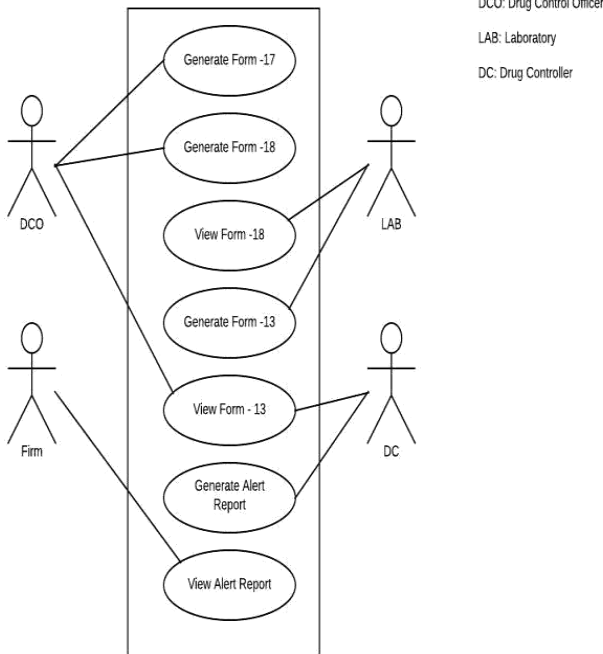 DCO: Drug Control Officer
LAB: Laboratory
DC: Drug Controller
Generate Form -17
Generate Form -18
View Form -18
Generate Form -13
View Form - 13
Generate Alert
Report
View Alert Report
DCO
LAB
Firm
DC